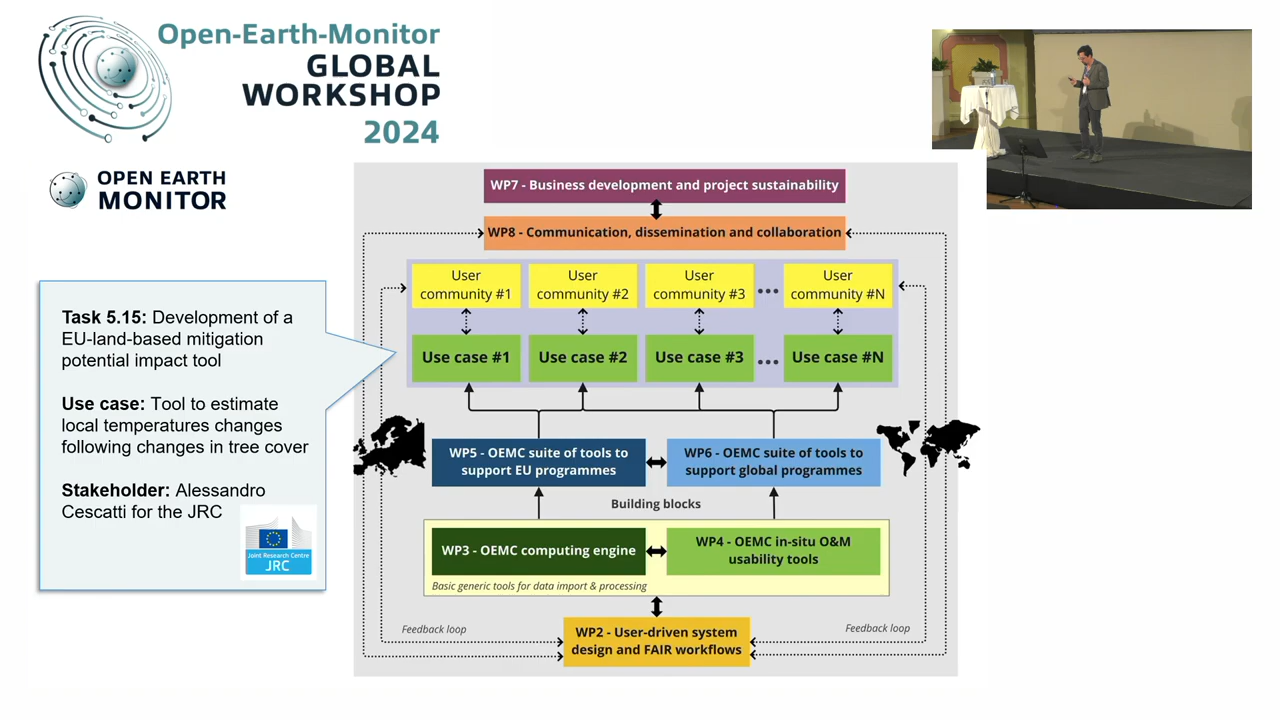 Open-Earth-Monitor
GLOBAL
WORKSHOP
2024
OPEN EARTH
MONITOR
Task 5.15: Development of a
EU-land-based mitigation
potential impact tool
Use case: Tool to estimate
local temperatures changes
following changes in tree cover
Stakeholder: Alessandro
Cescatti for the JRC
Joint Research Centre
JRC
WP7 - Business development and project sustainability
WP8 - Communication, dissemination and collaboration
User
community #1
User
community #2
User
community #3
...
User
community #N
Use case #1
Use case #2
Use case #3
...
Use case #N
WP5 - OEMC suite of tools to
support EU programmes
WP6 - OEMC suite of tools to
support global programmes
Building blocks
WP3 - OEMC computing engine
WP4 - OEMC in-situ O&M
usability tools
Basic generic tools for data import & processing
Feedback loop
Feedback loop
WP2 - User-driven system
design and FAIR workflows